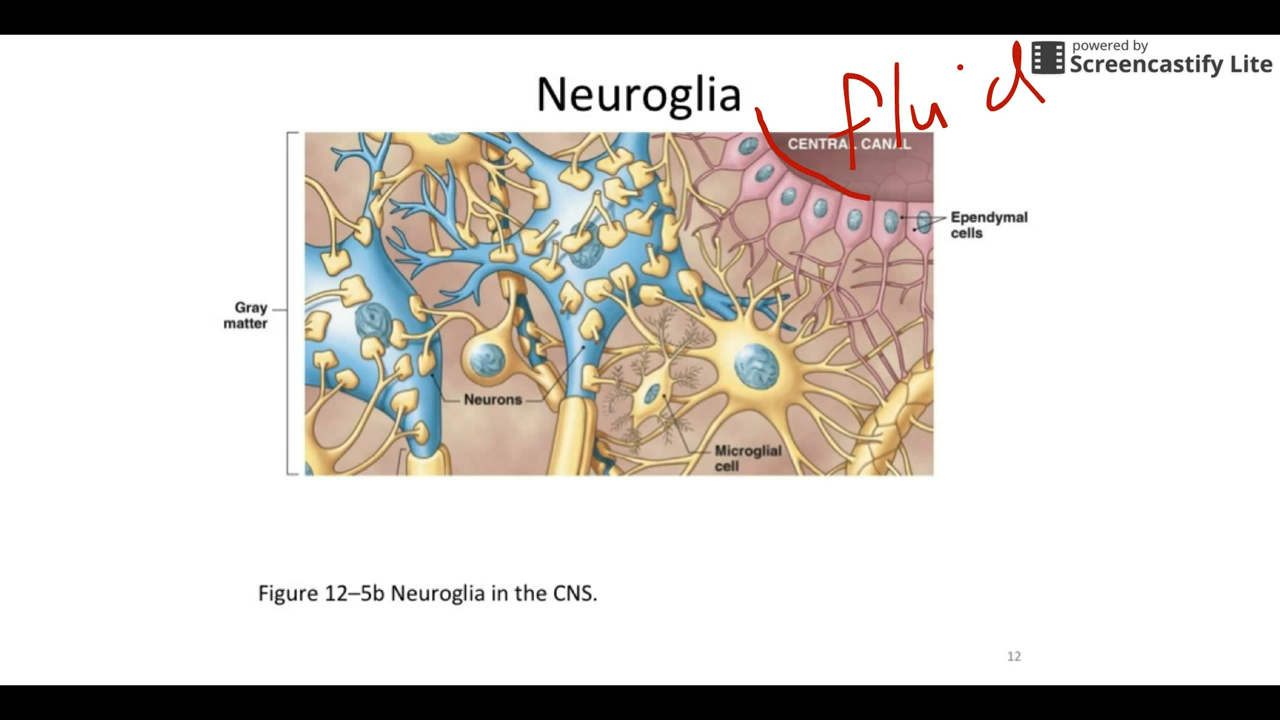 powered by
Screencastify Lite
fluid
Neuroglia
CENTRAL CANAL
Ependymal
cells
Gray
matter
Neurons
Microglial
cell
Figure 12–5b Neuroglia in the CNS.
12